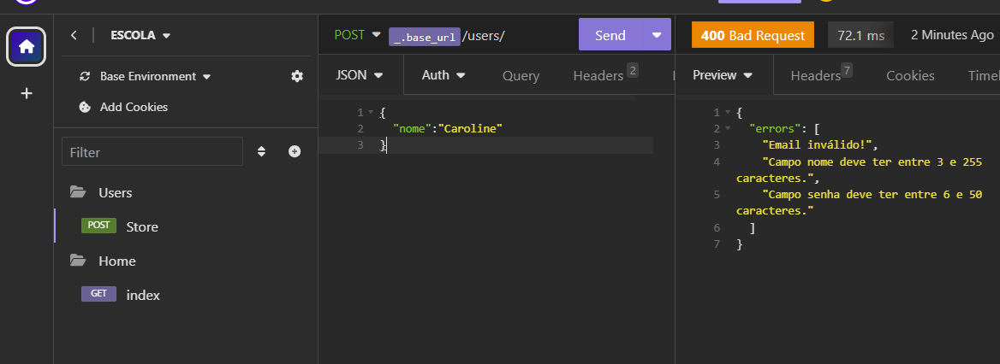 ESCOLA
Base Environment
Add Cookies
Filter
Users
POST Store
Home
GET index
POST _.base_url/users/ Send
JSON Auth Query Headers 2
1 {
2 "nome":"Caroline"
3 }
400 Bad Request 72.1 ms 2 Minutes Ago
Preview Headers 7 Cookies Timel
1 {
2 "errors": [
3 "Email inválido!",
4 "Campo nome deve ter entre 3 e 255
caracteres.",
5 "Campo senha deve ter entre 6 e 50
caracteres."
6 ]
7 }